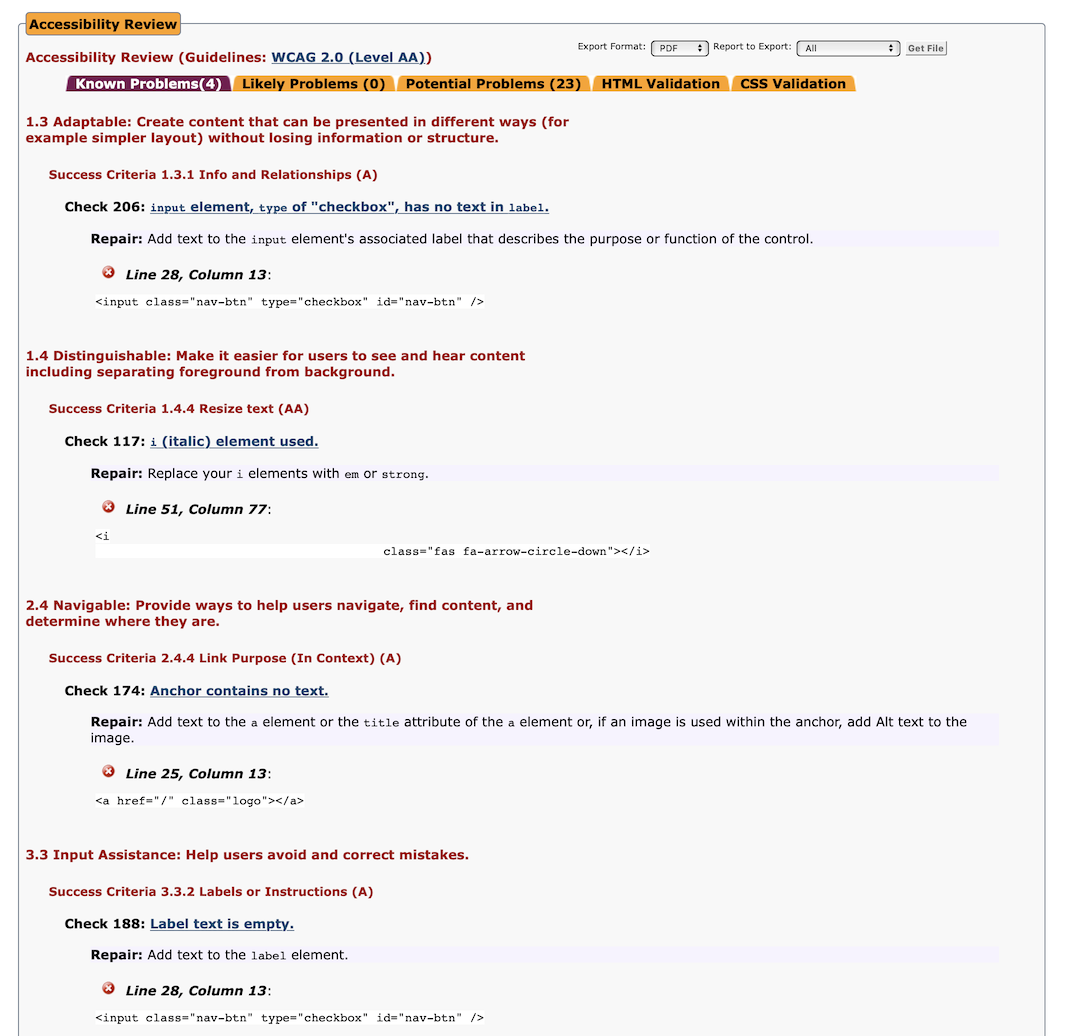 Accessibility Review
Accessibility Review (Guidelines: WCAG 2.0 (Level AA))
Export Format: PDF Report to Export: All Get File
Known Problems(4) Likely Problems (0) Potential Problems (23) HTML Validation CSS Validation
1.3 Adaptable: Create content that can be presented in different ways (for
example simpler layout) without losing information or structure.
Success Criteria 1.3.1 Info and Relationships (A)
Check 206: input element, type of "checkbox", has no text in label.
Repair: Add text to the input element's associated label that describes the purpose or function of the control.
Line 28, Column 13:
<input class="nav-btn" type="checkbox" id="nav-btn" />
1.4 Distinguishable: Make it easier for users to see and hear content
including separating foreground from background.
Success Criteria 1.4.4 Resize text (AA)
Check 117: i (italic) element used.
Repair: Replace your i elements with em or strong.
Line 51, Column 77:
<i
class="fas fa-arrow-circle-down"></i>
2.4 Navigable: Provide ways to help users navigate, find content, and
determine where they are.
Success Criteria 2.4.4 Link Purpose (In Context) (A)
Check 174: Anchor contains no text.
Repair: Add text to the a element or the title attribute of the a element or, if an image is used within the anchor, add Alt text to the
image.
Line 25, Column 13:
<a href="/" class="logo"></a>
3.3 Input Assistance: Help users avoid and correct mistakes.
Success Criteria 3.3.2 Labels or Instructions (A)
Check 188: Label text is empty.
Repair: Add text to the label element.
Line 28, Column 13:
<input class="nav-btn" type="checkbox" id="nav-btn" />